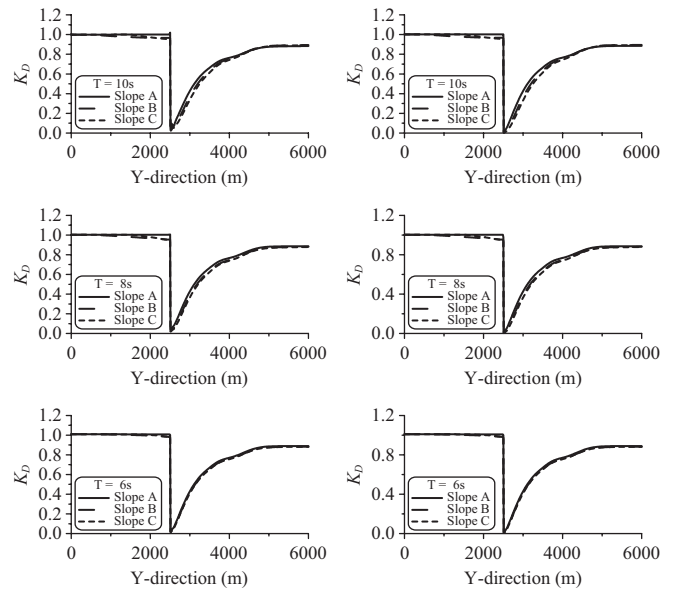 1.2
1.0
0.8
0.6
0.4
0.2
0.0
K_D
T = 10s
Slope A
Slope B
Slope C
0 2000 4000 6000
Y-direction (m)
1.2
1.0
0.8
0.6
0.4
0.2
0.0
K_D
T = 10s
Slope A
Slope B
Slope C
0 2000 4000 6000
Y-direction (m)
1.2
1.0
0.8
0.6
0.4
0.2
0.0
K_D
T = 8s
Slope A
Slope B
Slope C
0 2000 4000 6000
Y-direction (m)
1.2
1.0
0.8
0.6
0.4
0.2
0.0
K_D
T = 8s
Slope A
Slope B
Slope C
0 2000 4000 6000
Y-direction (m)
1.2
1.0
0.8
0.6
0.4
0.2
0.0
K_D
T = 6s
Slope A
Slope B
Slope C
0 2000 4000 6000
Y-direction (m)
1.2
0.8
0.4
0.0
K_D
T = 6s
Slope A
Slope B
Slope C
0 2000 4000 6000
Y-direction (m)